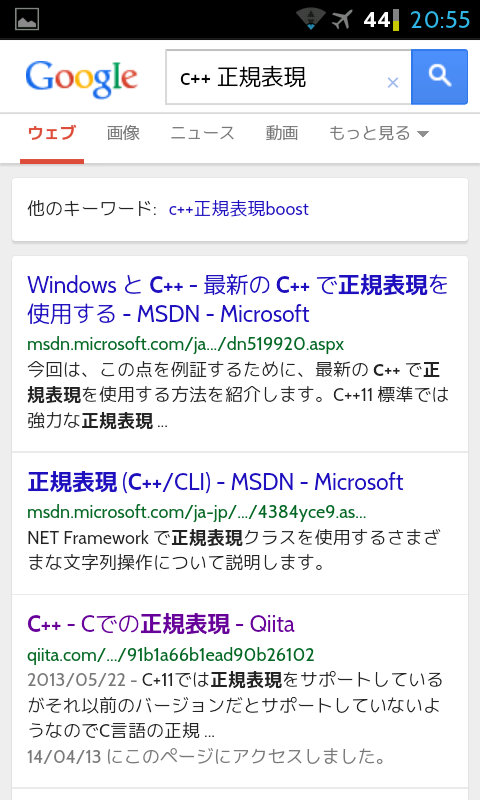 44 20:55
Google c++ 正規表現 ×
ウェブ 画像 ニュース 動画 もっと見る
他のキーワード: c++正規表現boost
Windows と C++ - 最新の C++ で正規表現を
使用する - MSDN - Microsoft
msdn.microsoft.com/ja.../dn519920.aspx
今回は、この点を例証するために、最新の C++ で正
規表現を使用する方法を紹介します。C++11 標準では
強力な正規表現 ...
正規表現 (C++/CLI) - MSDN - Microsoft
msdn.microsoft.com/ja-jp/.../4384yce9.as...
NET Framework で正規表現クラスを使用するさまざ
まな文字列操作について説明します。
C++ - Cでの正規表現 - Qiita
qiita.com/.../91b1a66b1ead90b26102
2013/05/22 - C+11では正規表現をサポートしている
がそれ以前のバージョンだとサポートしていないよ
うなのでC言語の正規 ...
14/04/13 にこのページにアクセスしました。